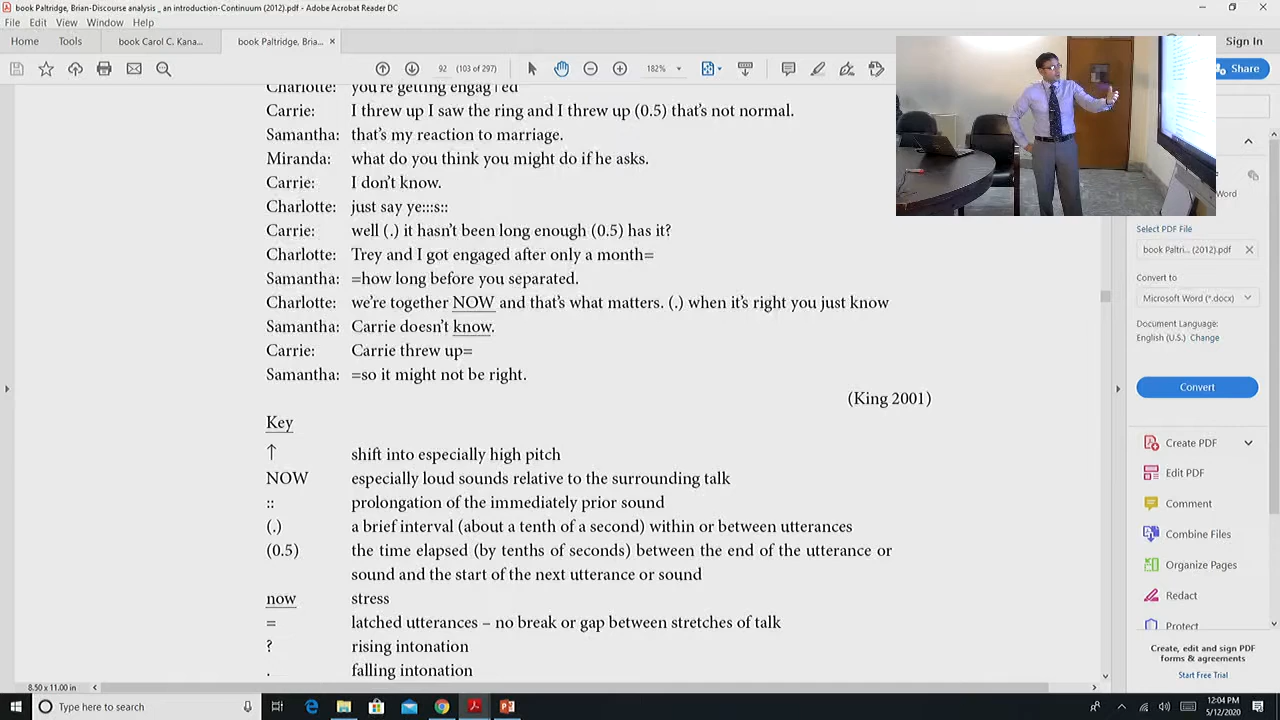 book Paltridge, Brian-Discourse analysis _ an introduction-Continuum (2012).pdf - Adobe Acrobat Reader DC
File Edit View Window Help
Home Tools book Carol C. Kana... book Paltridge, Bria... × Sign In
92 (103 of 297) 182% Share
Charlotte: you're getting engag↑ed
Carrie: I threw up I saw the ring and I threw up (0.5) that's not normal.
Samantha: that's my reaction to marriage.
Miranda: what do you think you might do if he asks.
Carrie: I don't know.
Charlotte: just say ye:::s::
Carrie: well (.) it hasn't been long enough (0.5) has it?
Charlotte: Trey and I got engaged after only a month=
Samantha: =how long before you separated.
Charlotte: we're together NOW and that's what matters. (.) when it's right you just know
Samantha: Carrie doesn't know.
Carrie: Carrie threw up=
Samantha: =so it might not be right.
(King 2001)
Key
↑ shift into especially high pitch
NOW especially loud sounds relative to the surrounding talk
:: prolongation of the immediately prior sound
(.) a brief interval (about a tenth of a second) within or between utterances
(0.5) the time elapsed (by tenths of seconds) between the end of the utterance or
sound and the start of the next utterance or sound
now stress
= latched utterances – no break or gap between stretches of talk
? rising intonation
. falling intonation
8.50 x 11.00 in
Word
Select PDF File
book Paltri... (2012).pdf
Convert to
Microsoft Word (*.docx)
Document Language:
English (U.S.) Change
Convert
Create PDF
Edit PDF
Comment
Combine Files
Organize Pages
Redact
Protect
Create, edit and sign PDF
forms & agreements
Start Free Trial
Type here to search
12:04 PM
5/12/2020